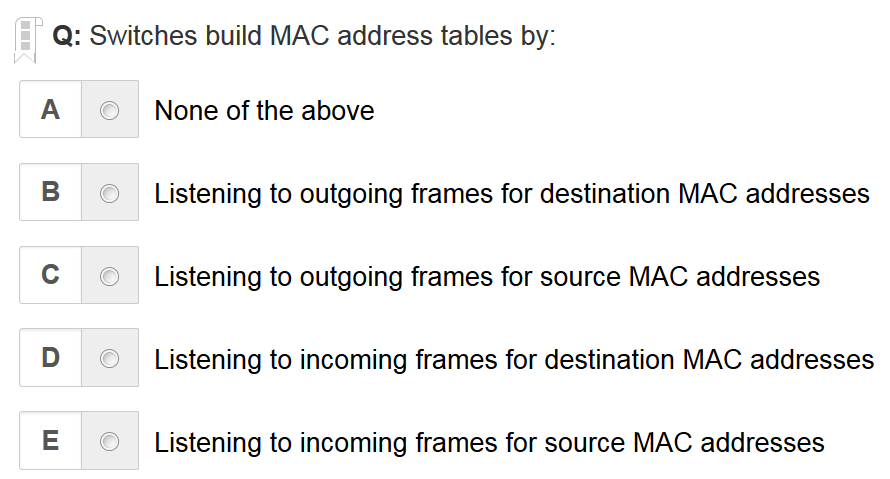 Q: Switches build MAC address tables by:
A None of the above
B Listening to outgoing frames for destination MAC addresses
C Listening to outgoing frames for source MAC addresses
D Listening to incoming frames for destination MAC addresses
E Listening to incoming frames for source MAC addresses